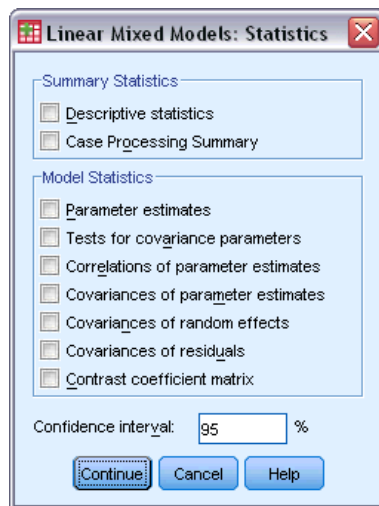 Linear Mixed Models: Statistics
Summary Statistics
Descriptive statistics
Case Processing Summary
Model Statistics
Parameter estimates
Tests for covariance parameters
Correlations of parameter estimates
Covariances of parameter estimates
Covariances of random effects
Covariances of residuals
Contrast coefficient matrix
Confidence interval: 95 %
Continue Cancel Help